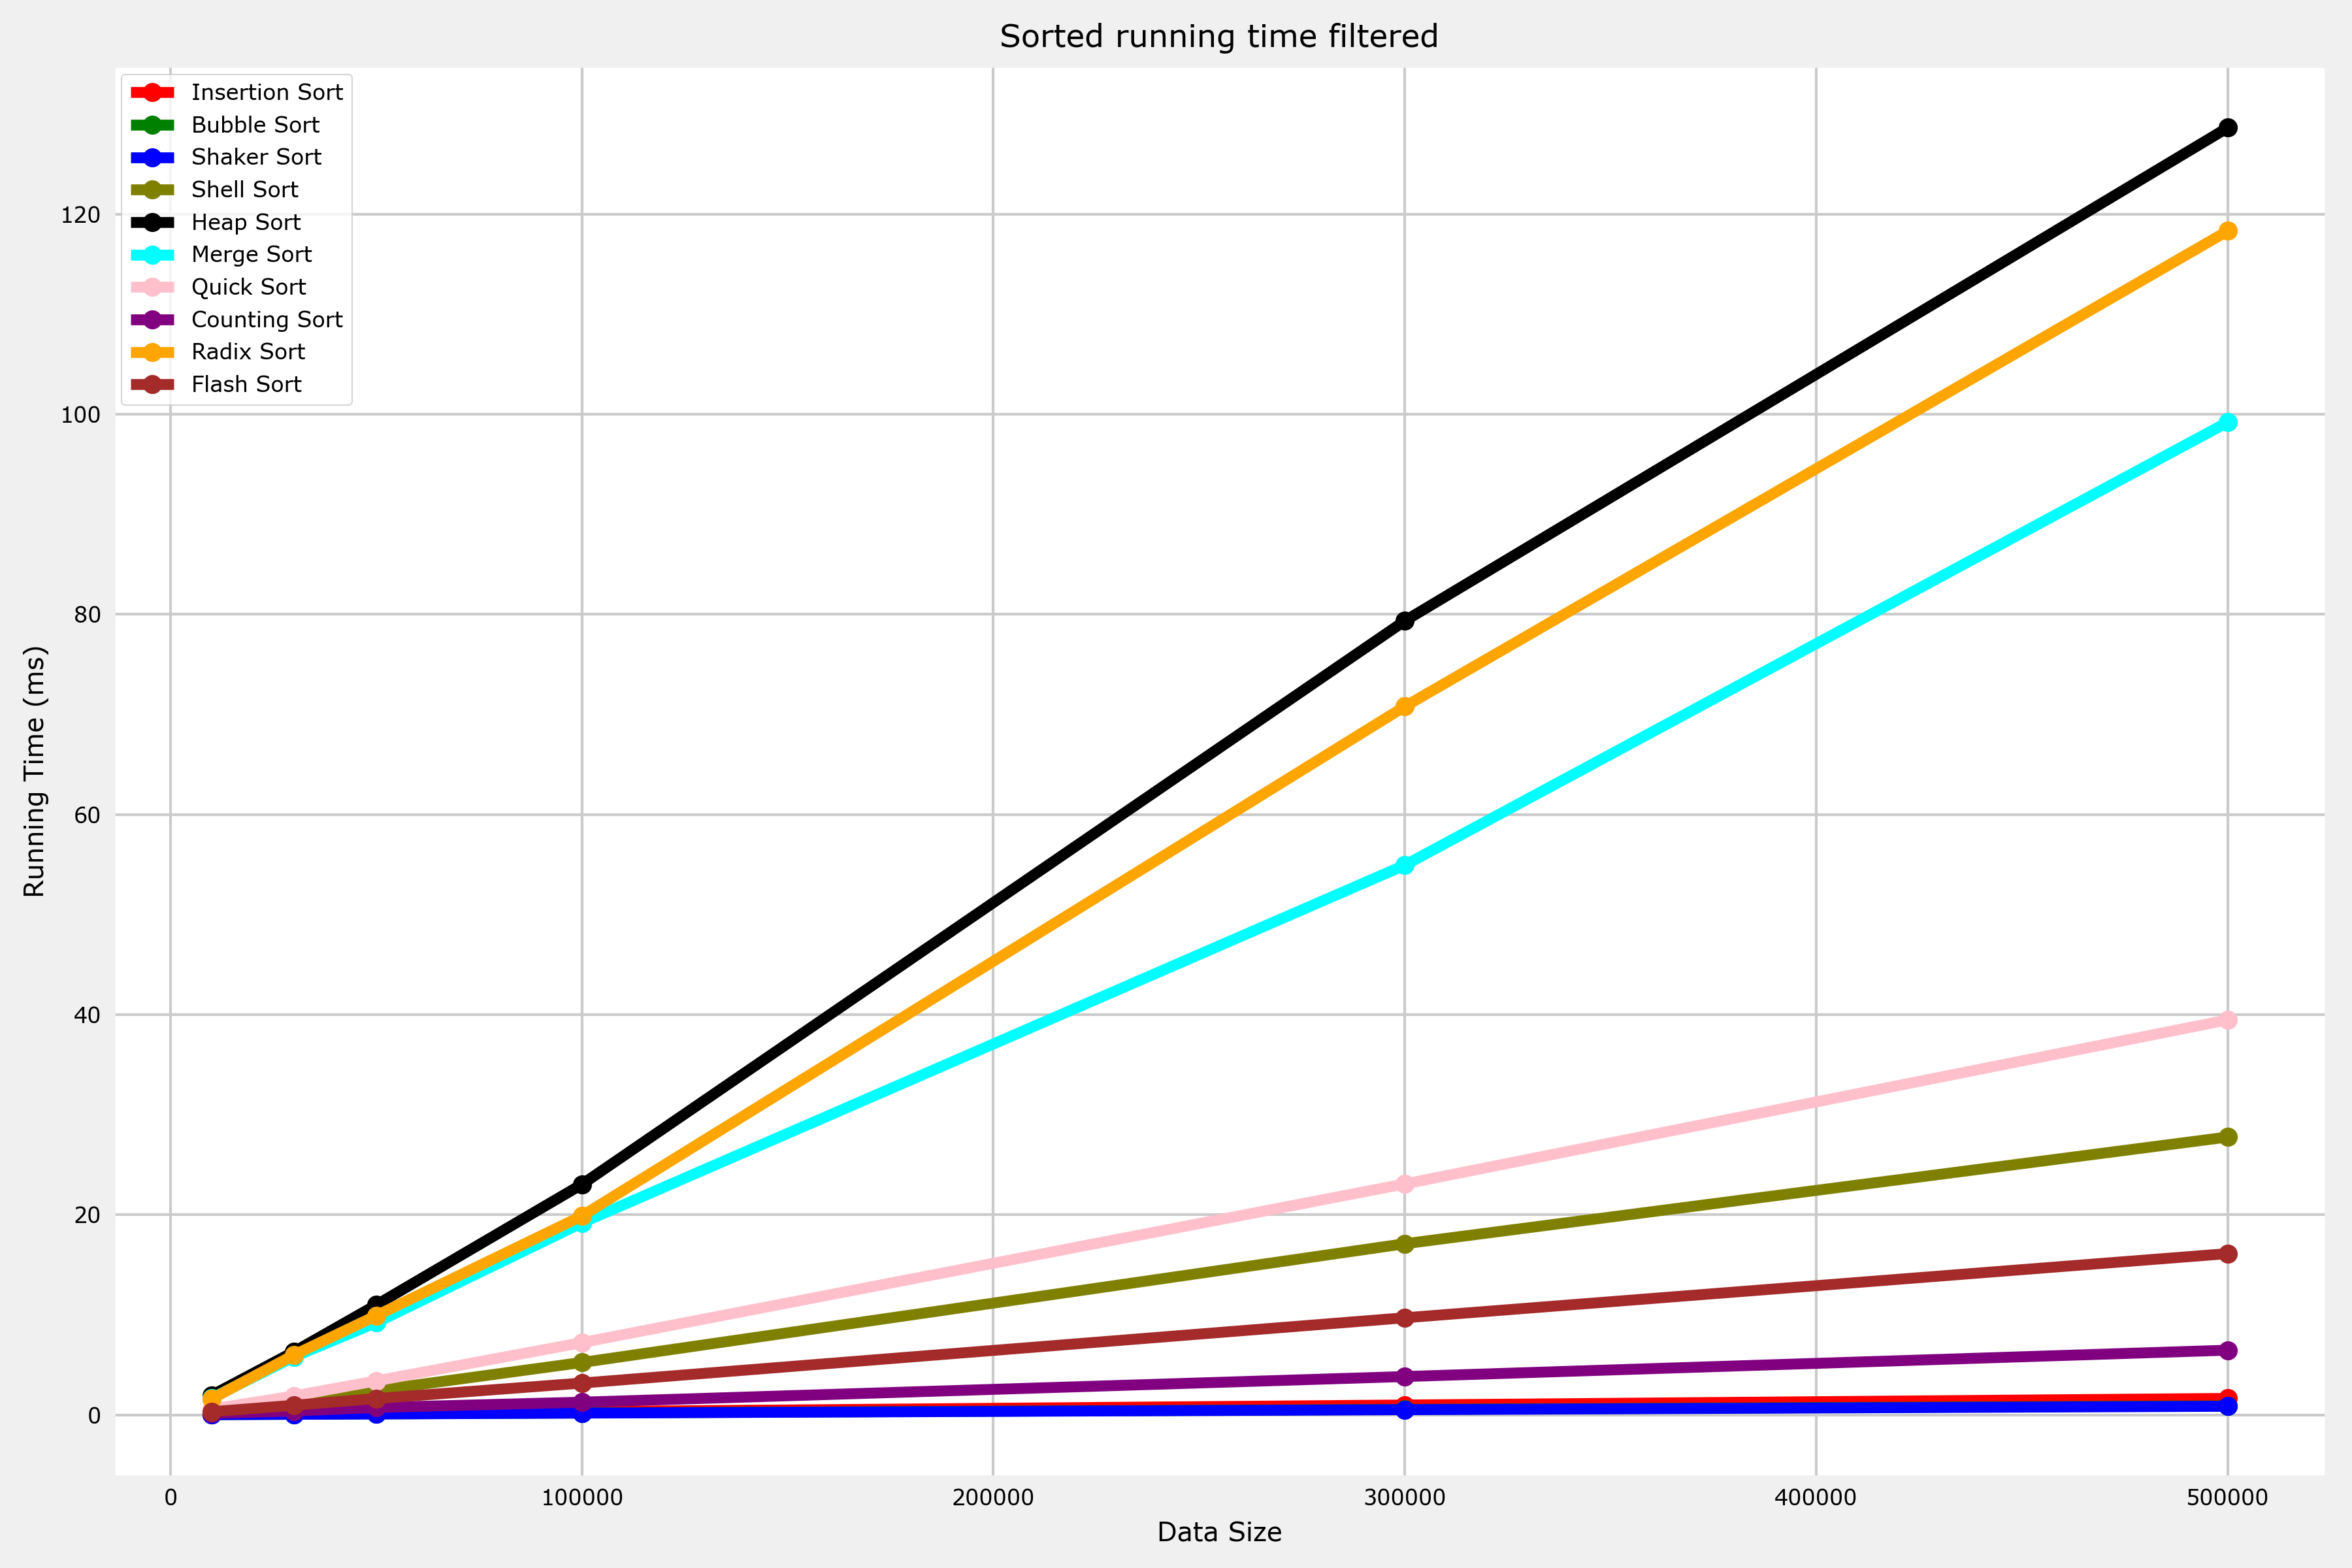 Sorted running time filtered
Insertion Sort
Bubble Sort
Shaker Sort
Shell Sort
Heap Sort
Merge Sort
Quick Sort
Counting Sort
Radix Sort
Flash Sort
120
100
80
60
40
20
0
Running Time (ms)
0 100000 200000 300000 400000 500000
Data Size